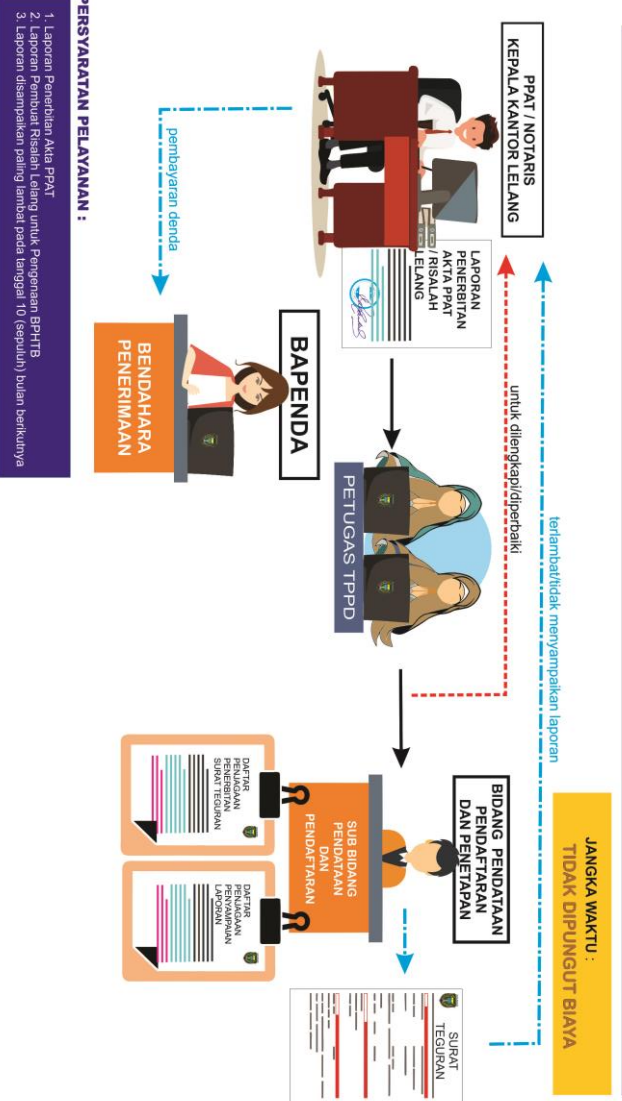 JANGKA WAKTU :
TIDAK DIPUNGUT BIAYA
PPAT / NOTARIS
KEPALA KANTOR LELANG
LAPORAN
PENERBITAN
AKTA PPAT
/ RISALAH
LELANG
terlambat/tidak menyampaikan laporan
untuk dilengkapi/diperbaiki
pembayaran denda
BAPENDA
BENDAHARA
PENERIMAAN
PETUGAS TPPD
BIDANG PENDATAAN
PENDAFTARAN
DAN PENETAPAN
SUB BIDANG
PENDATAAN
DAN
PENDAFTARAN
SURAT
TEGURAN
DAFTAR
PENJAGAAN
PENERBITAN
SURAT TEGURAN
DAFTAR
PENJAGAAN
PENYAMPAIAN
LAPORAN
PERSYARATAN PELAYANAN :
1. Laporan Penerbitan Akta PPAT
2. Laporan Pembuat Risalah Lelang untuk Pengenaan BPHTB
3. Laporan disampaikan paling lambat pada tanggal 10 (sepuluh) bulan berikutnya